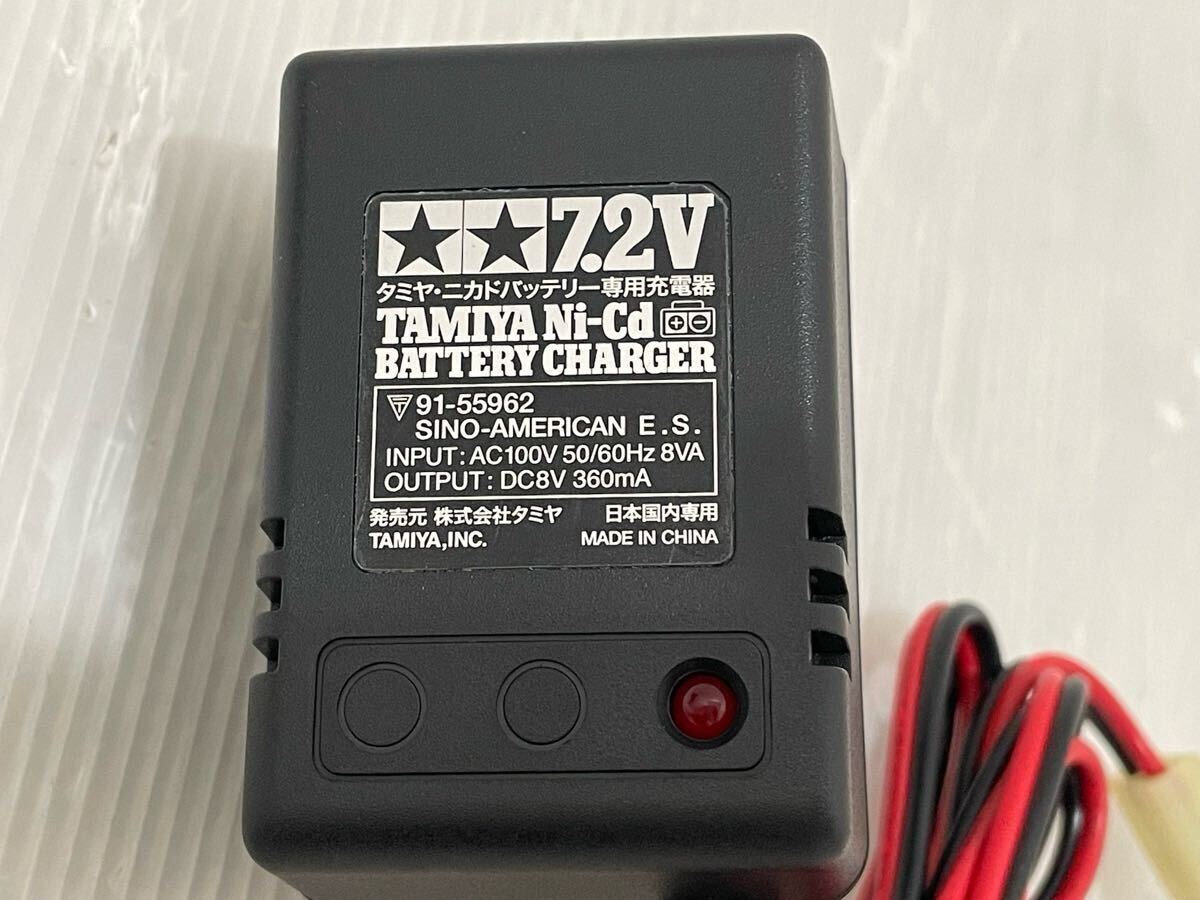 ★★7.2V
タミヤ・ニカドバッテリー専用充電器
TAMIYA Ni-Cd
BATTERY CHARGER
91-55962
SINO-AMERICAN E.S.
INPUT: AC100V 50/60Hz 8VA
OUTPUT: DC8V 360mA
発売元 株式会社タミヤ 日本国内専用
TAMIYA,INC. MADE IN CHINA